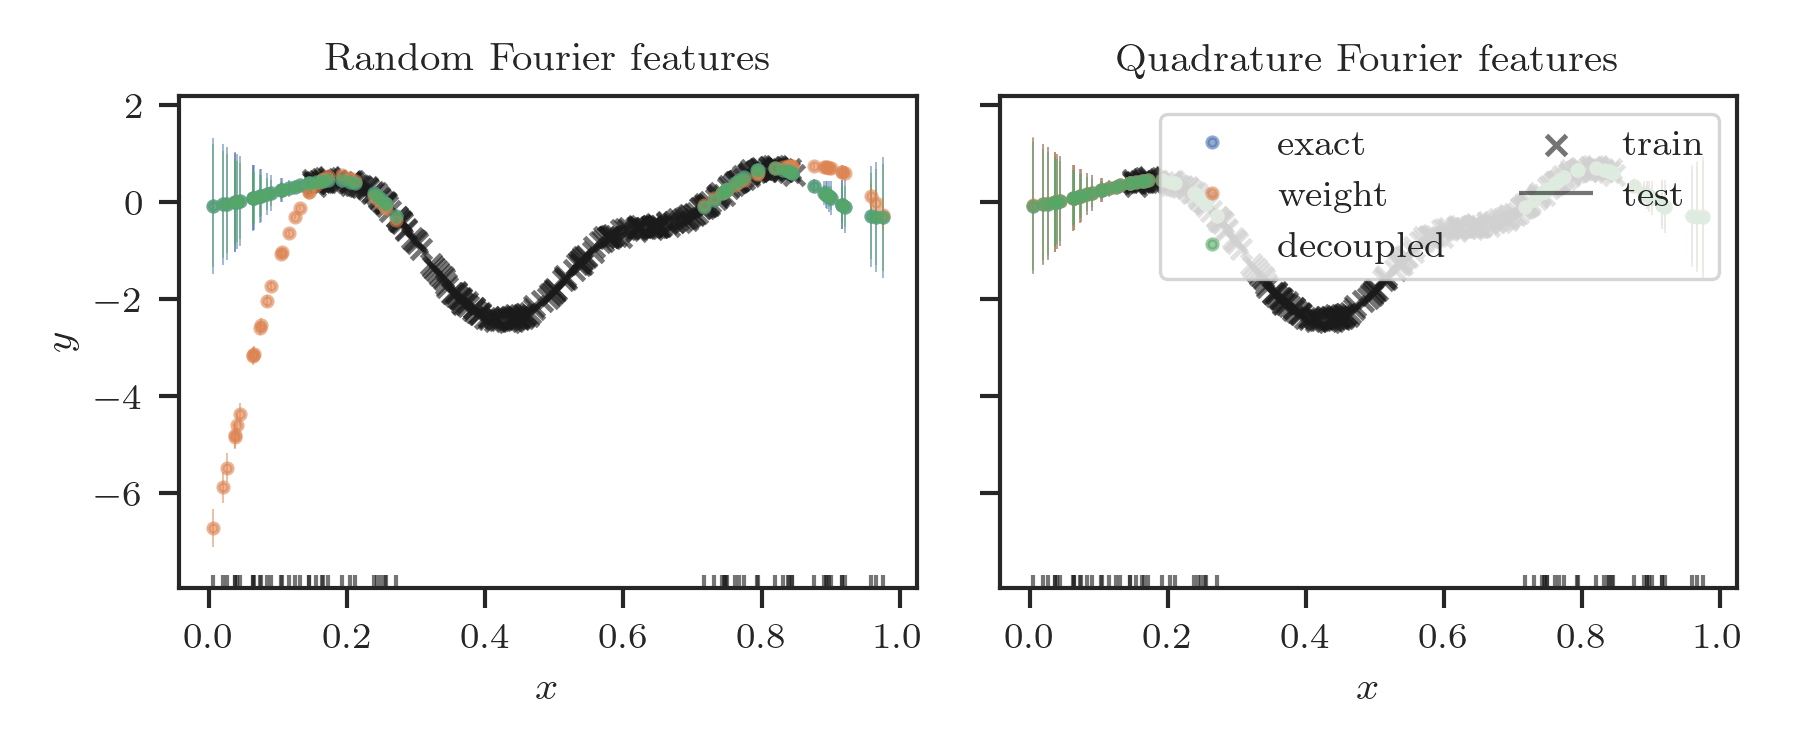 Random Fourier features
Quadrature Fourier features
2
0
−2
−4
−6
y
exact
weight
decoupled
train
test
0.0 0.2 0.4 0.6 0.8 1.0
0.0 0.2 0.4 0.6 0.8 1.0
x
x